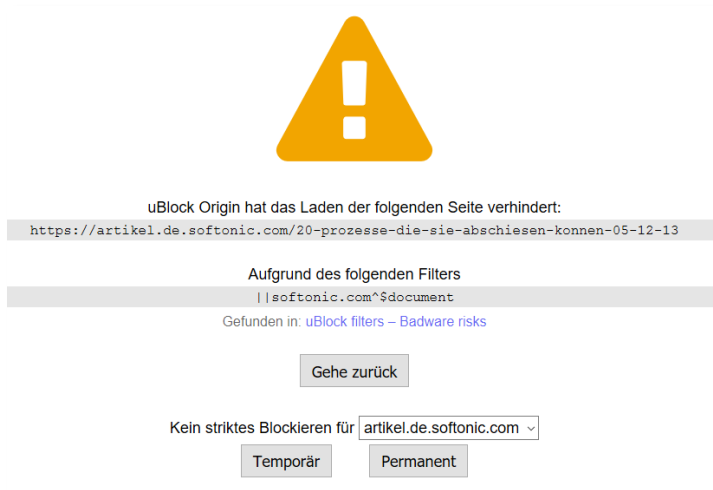 uBlock Origin hat das Laden der folgenden Seite verhindert:
https://artikel.de.softonic.com/20-prozesse-die-sie-abschiesen-konnen-05-12-13
Aufgrund des folgenden Filters
||softonic.com^$document
Gefunden in: uBlock filters – Badware risks
Gehe zurück
Kein striktes Blockieren für artikel.de.softonic.com
Temporär Permanent